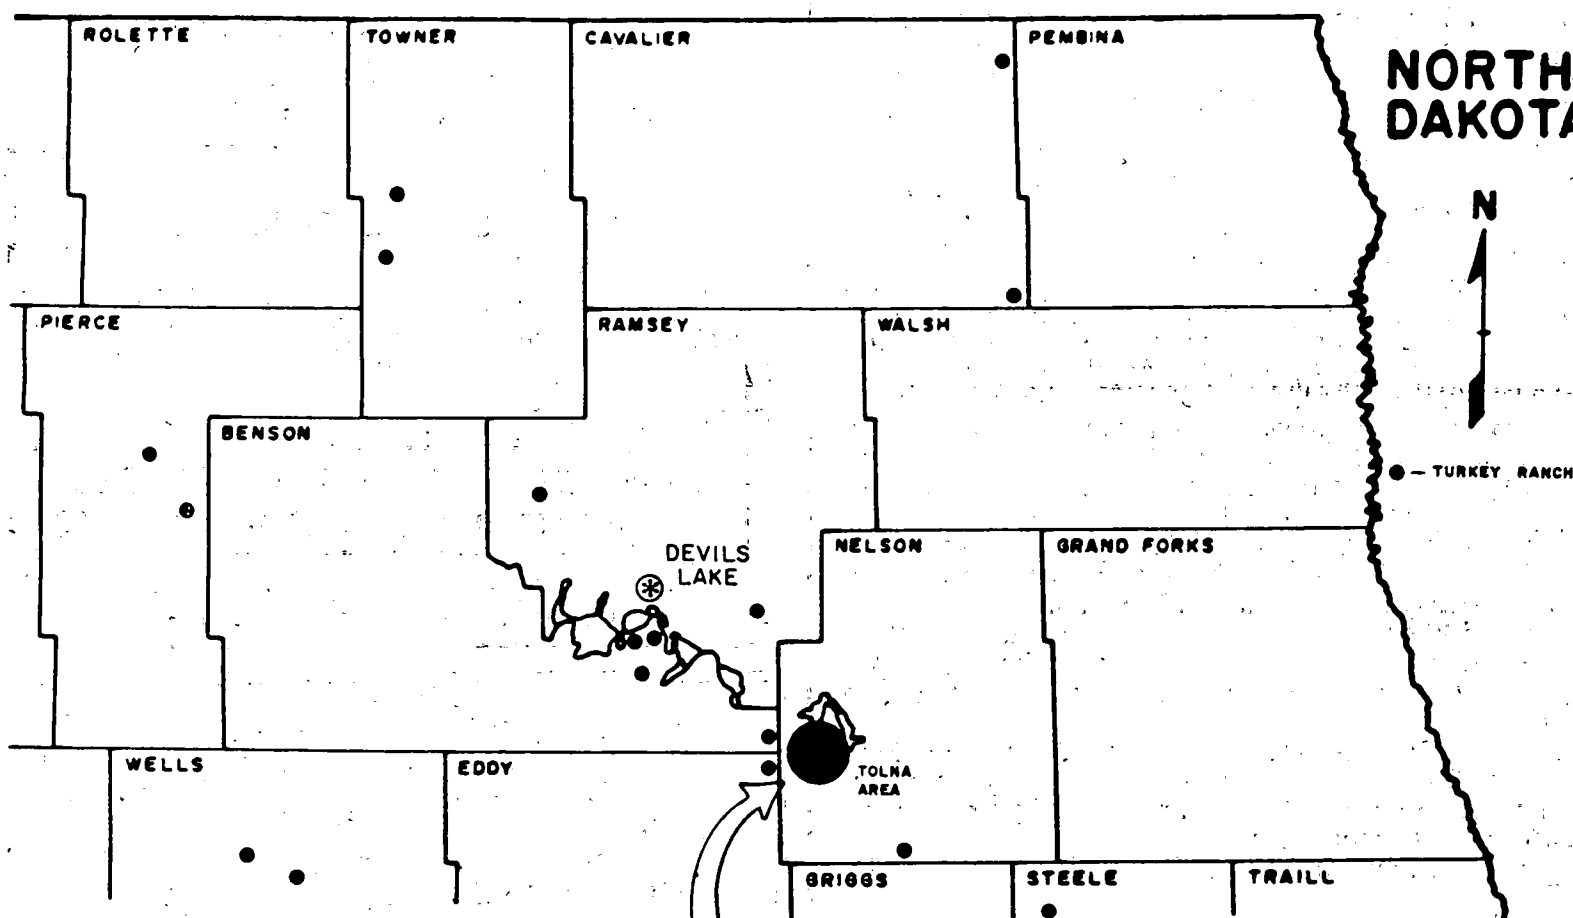 ROLETTE
TOWNER
CAVALIER
PEMBINA
NORTH
DAKOTA
N
PIERCE
RAMSEY
WALSH
BENSON
TURKEY RANCH
DEVILS
LAKE
NELSON
GRAND FORKS
WELLS
EDDY
TOLNA
AREA
GRIGGS
STEELE
TRAILL